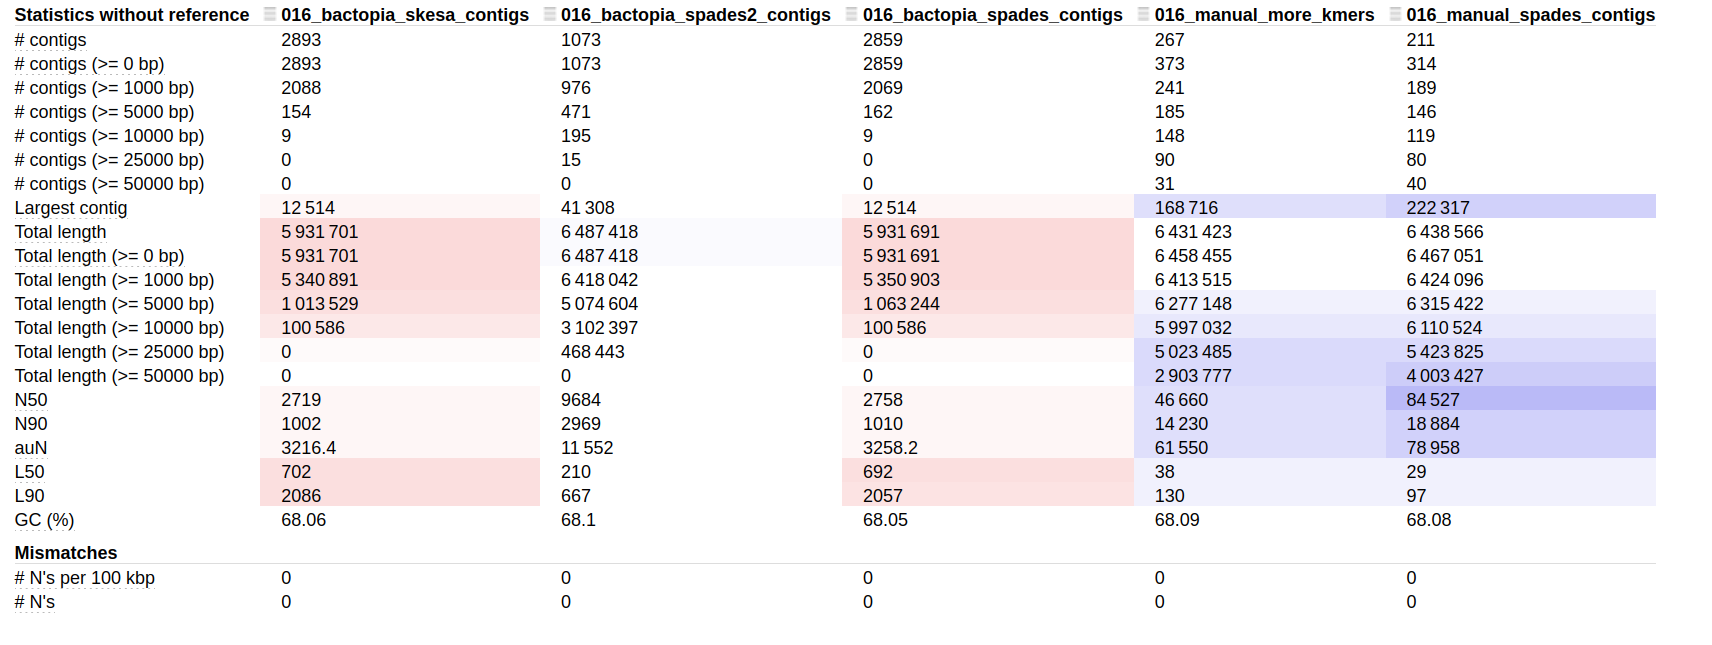 Statistics without reference 016_bactopia_skesa_contigs 016_bactopia_spades2_contigs 016_bactopia_spades_contigs 016_manual_more_kmers 016_manual_spades_contigs
# contigs 2893 1073 2859 267 211
# contigs (>= 0 bp) 2893 1073 2859 373 314
# contigs (>= 1000 bp) 2088 976 2069 241 189
# contigs (>= 5000 bp) 154 471 162 185 146
# contigs (>= 10000 bp) 9 195 9 148 119
# contigs (>= 25000 bp) 0 15 0 90 80
# contigs (>= 50000 bp) 0 0 0 31 40
Largest contig 12 514 41 308 12 514 168 716 222 317
Total length 5 931 701 6 487 418 5 931 691 6 431 423 6 438 566
Total length (>= 0 bp) 5 931 701 6 487 418 5 931 691 6 458 455 6 467 051
Total length (>= 1000 bp) 5 340 891 6 418 042 5 350 903 6 413 515 6 424 096
Total length (>= 5000 bp) 1 013 529 5 074 604 1 063 244 6 277 148 6 315 422
Total length (>= 10000 bp) 100 586 3 102 397 100 586 5 997 032 6 110 524
Total length (>= 25000 bp) 0 468 443 0 5 023 485 5 423 825
Total length (>= 50000 bp) 0 0 0 2 903 777 4 003 427
N50 2719 9684 2758 46 660 84 527
N90 1002 2969 1010 14 230 18 884
auN 3216.4 11 552 3258.2 61 550 78 958
L50 702 210 692 38 29
L90 2086 667 2057 130 97
GC (%) 68.06 68.1 68.05 68.09 68.08
Mismatches
# N's per 100 kbp 0 0 0 0 0
# N's 0 0 0 0 0